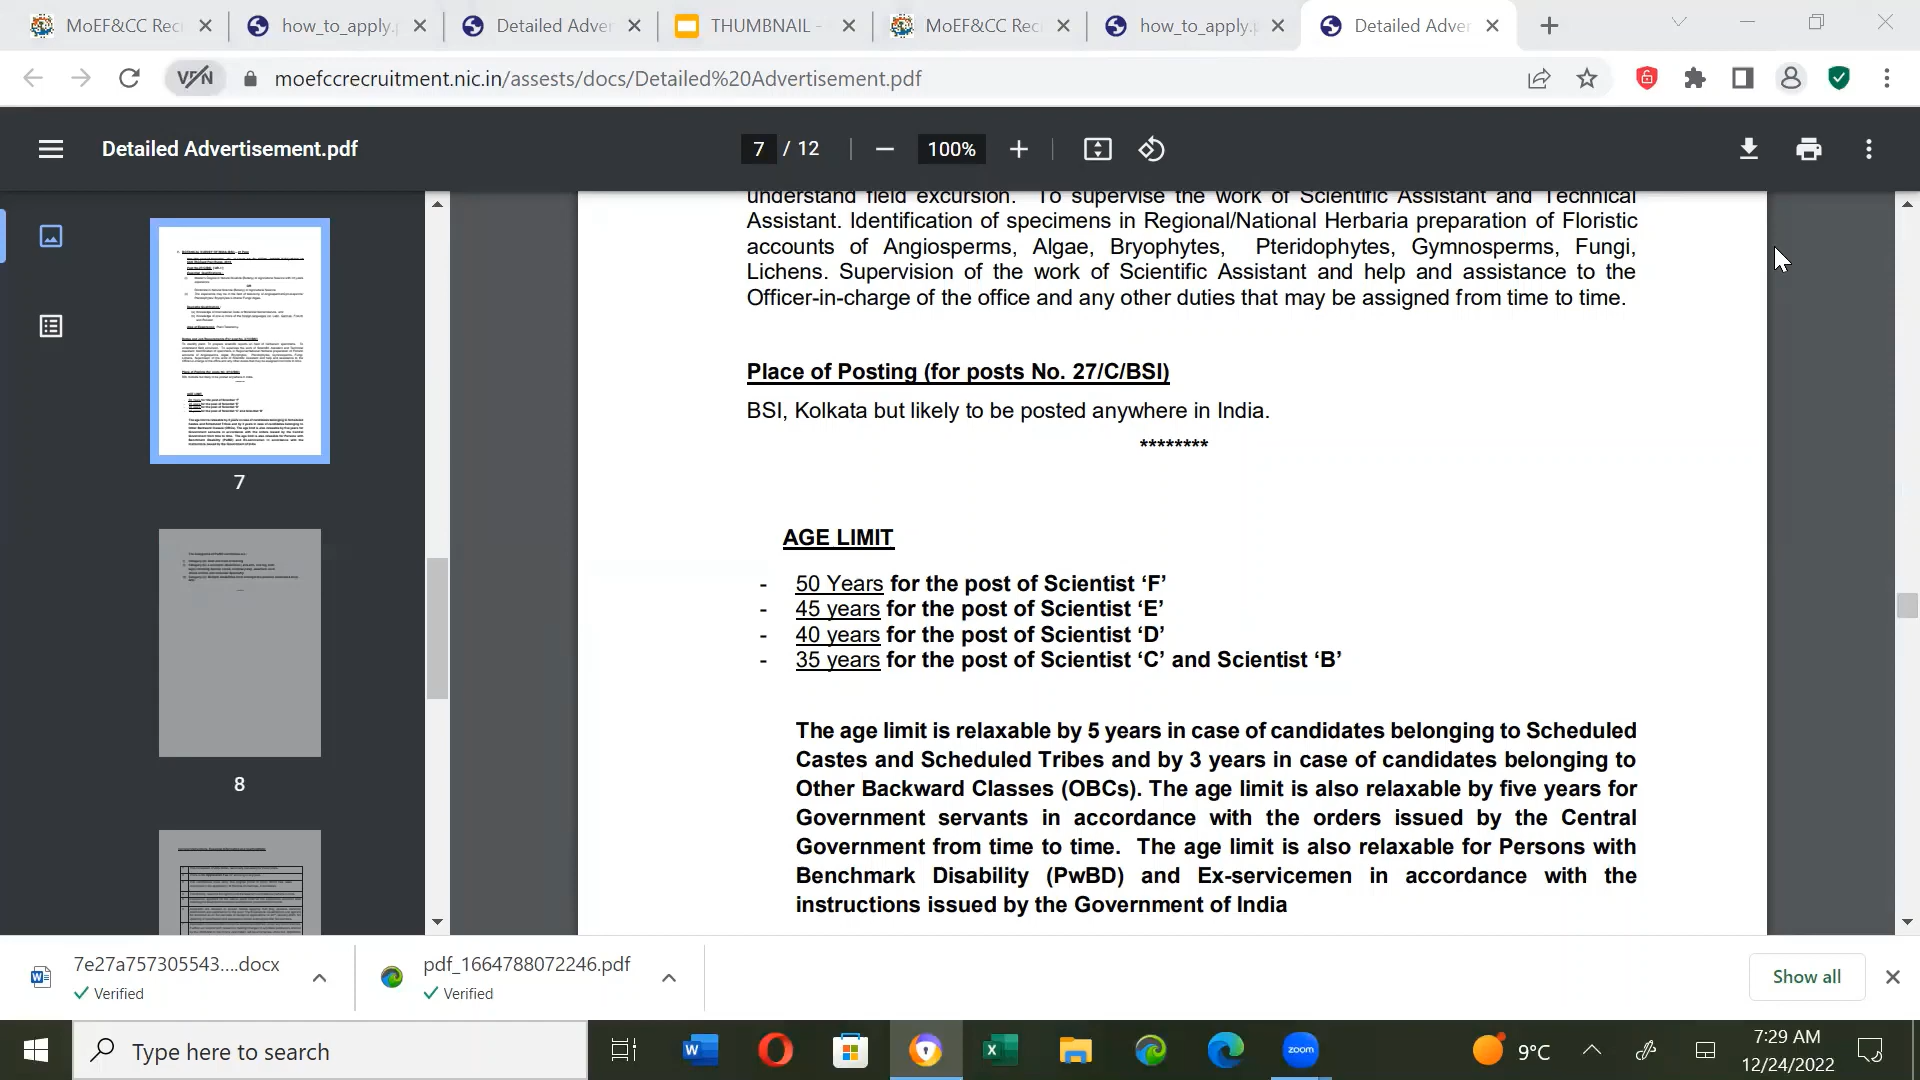 MoEF&CC Rec
how_to_apply.p
Detailed Adver
THUMBNAIL -
MoEF&CC Rec
how_to_apply.p
Detailed Adver
VPN
moefccrecruitment.nic.in/assests/docs/Detailed%20Advertisement.pdf
Detailed Advertisement.pdf
7 / 12
100%
understand field excursion. To supervise the work of Scientific Assistant and Technical
Assistant. Identification of specimens in Regional/National Herbaria preparation of Floristic
accounts of Angiosperms, Algae, Bryophytes, Pteridophytes, Gymnosperms, Fungi,
Lichens. Supervision of the work of Scientific Assistant and help and assistance to the
Officer-in-charge of the office and any other duties that may be assigned from time to time.
Place of Posting (for posts No. 27/C/BSI)
BSI, Kolkata but likely to be posted anywhere in India.
********
AGE LIMIT
- 50 Years for the post of Scientist ‘F’
- 45 years for the post of Scientist ‘E’
- 40 years for the post of Scientist ‘D’
- 35 years for the post of Scientist ‘C’ and Scientist ‘B’
The age limit is relaxable by 5 years in case of candidates belonging to Scheduled
Castes and Scheduled Tribes and by 3 years in case of candidates belonging to
Other Backward Classes (OBCs). The age limit is also relaxable by five years for
Government servants in accordance with the orders issued by the Central
Government from time to time. The age limit is also relaxable for Persons with
Benchmark Disability (PwBD) and Ex-servicemen in accordance with the
instructions issued by the Government of India
7
8
7e27a757305543....docx
Verified
pdf_1664788072246.pdf
Verified
Show all
Type here to search
zoom
9°C
7:29 AM
12/24/2022